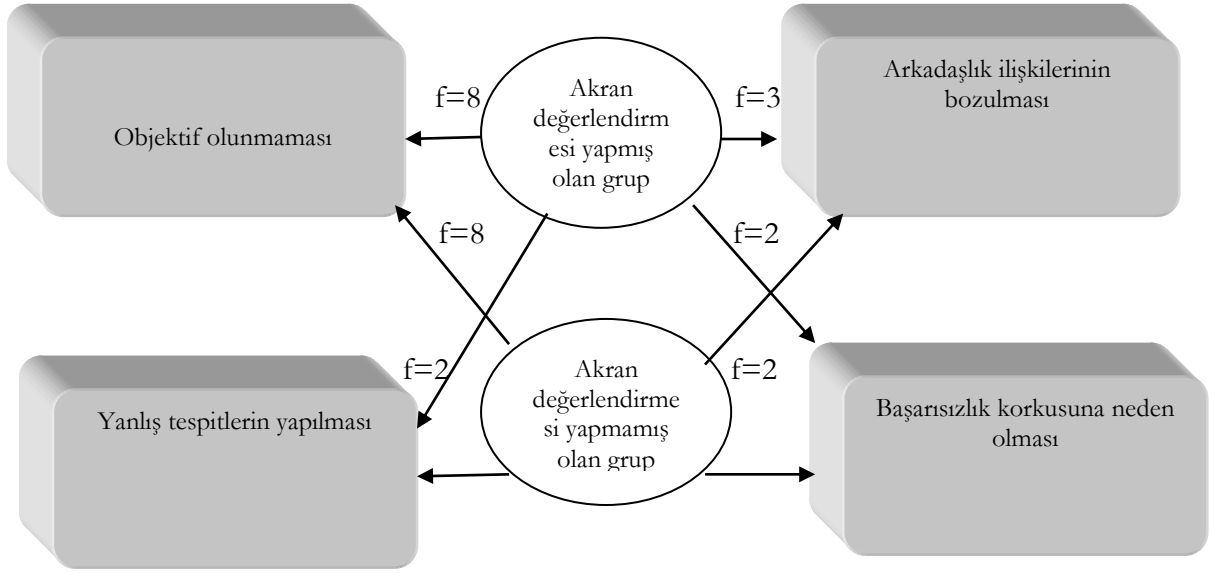 Objektif olunmaması
f=8
Akran
değerlendirm
esi yapmış
olan grup
f=3
Arkadaşlık ilişkilerinin
bozulması
f=8
f=2
f=2
Akran
değerlendirme
si yapmamış
olan grup
f=2
Yanlış tespitlerin yapılması
Başarısızlık korkusuna neden
olması